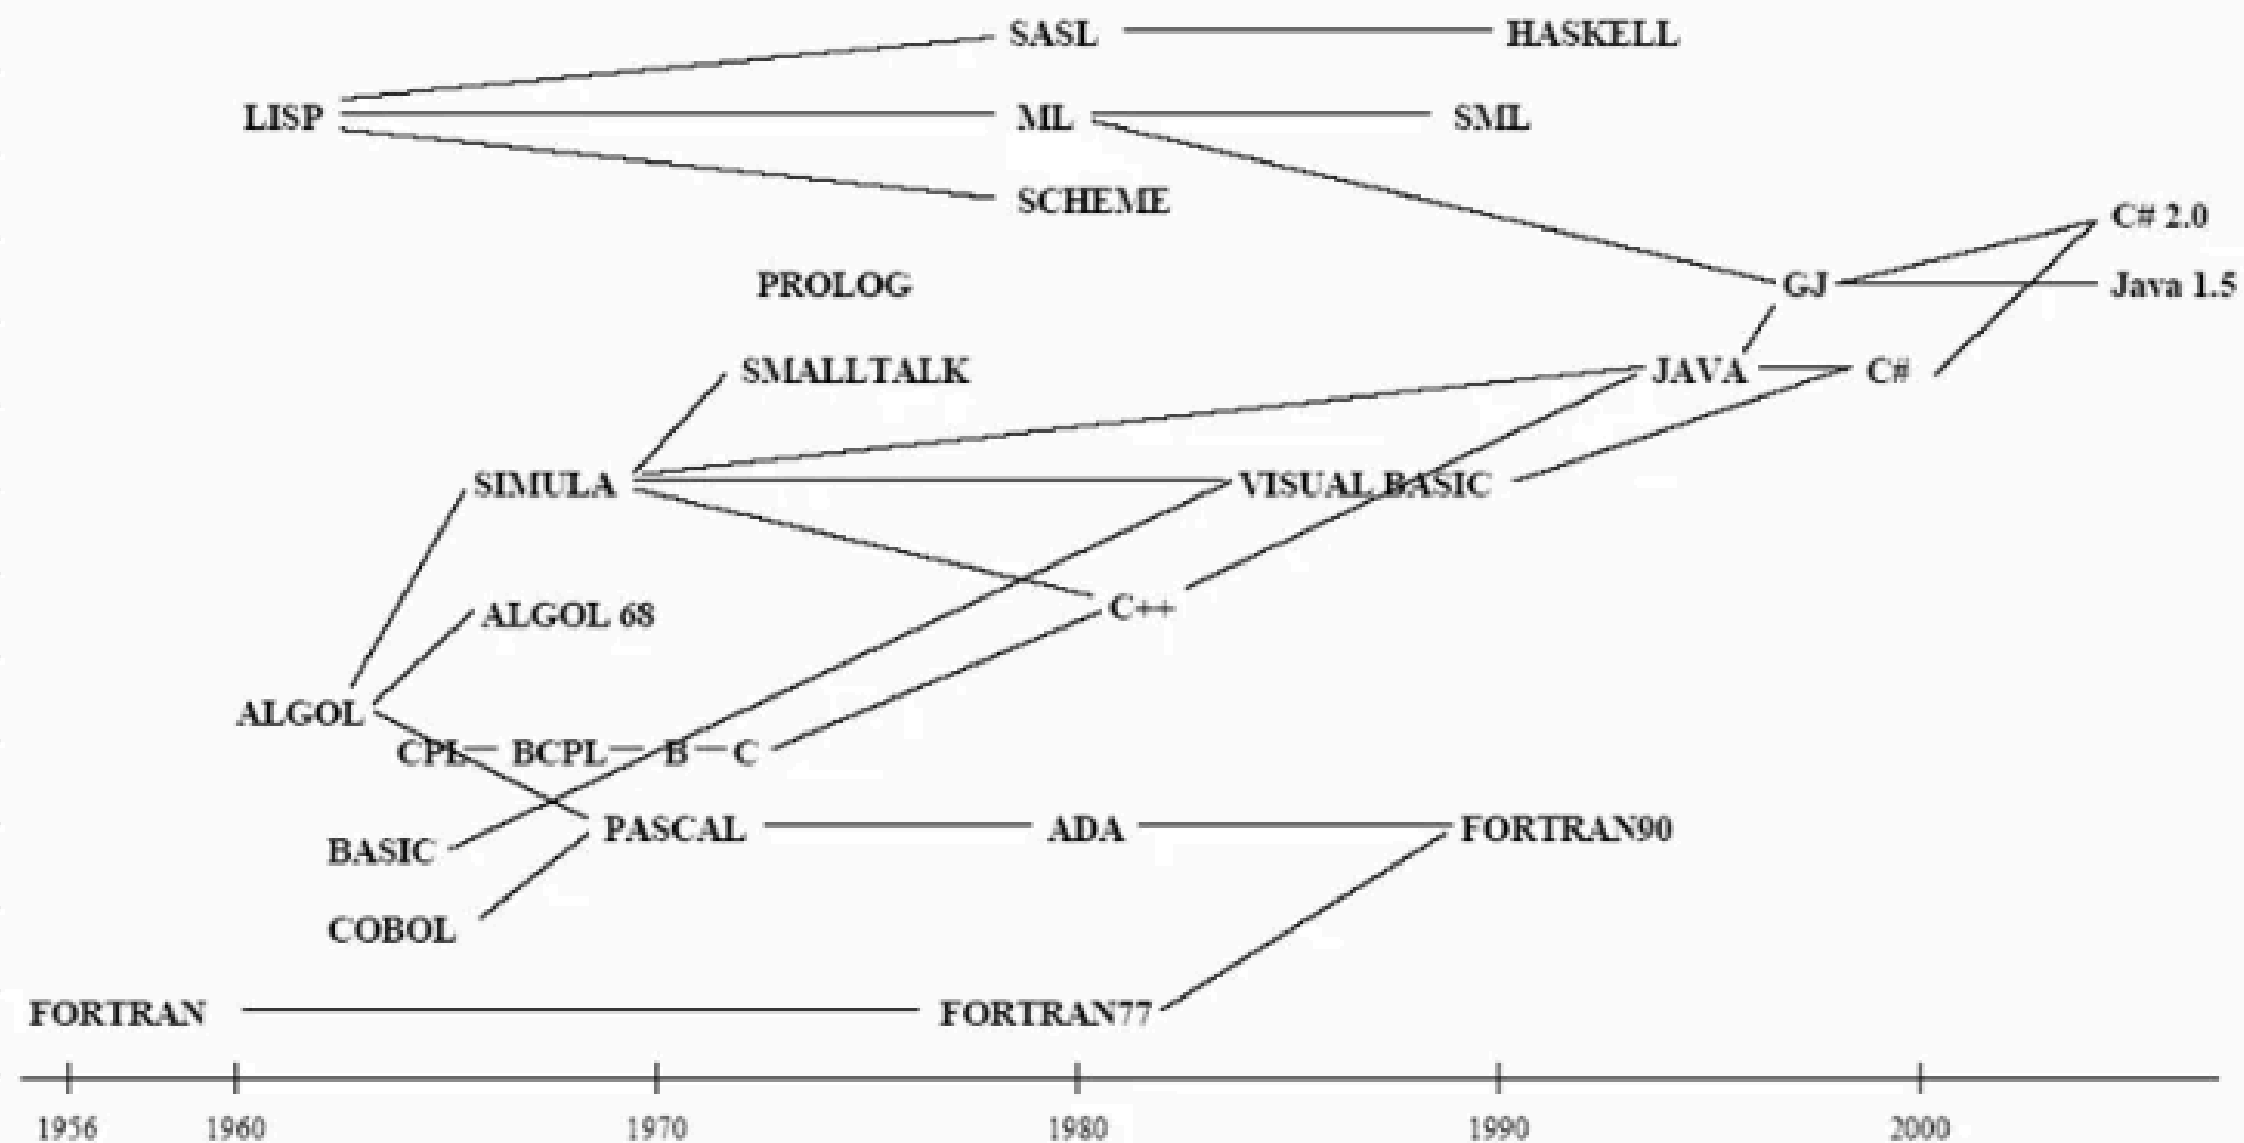 SASL HASKELL
LISP ML SML
SCHEME
C# 2.0
PROLOG GJ Java 1.5
SMALLTALK JAVA C#
SIMULA VISUAL BASIC
ALGOL 68 C++
ALGOL
CPL BCPL B C
PASCAL ADA FORTRAN90
BASIC
COBOL
FORTRAN FORTRAN77
1956 1960 1970 1980 1990 2000